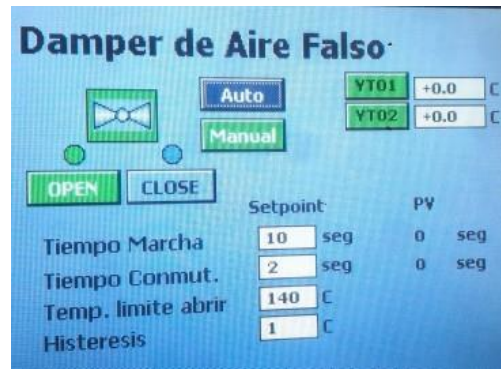 Damper de Aire Falso
Auto
YT01 +0.0 C
YT02 +0.0 C
Manual
OPEN CLOSE
Setpoint PV
Tiempo Marcha 10 seg 0 seg
Tiempo Conmut. 2 seg 0 seg
Temp. limite abrir 140 C
Histeresis 1 C